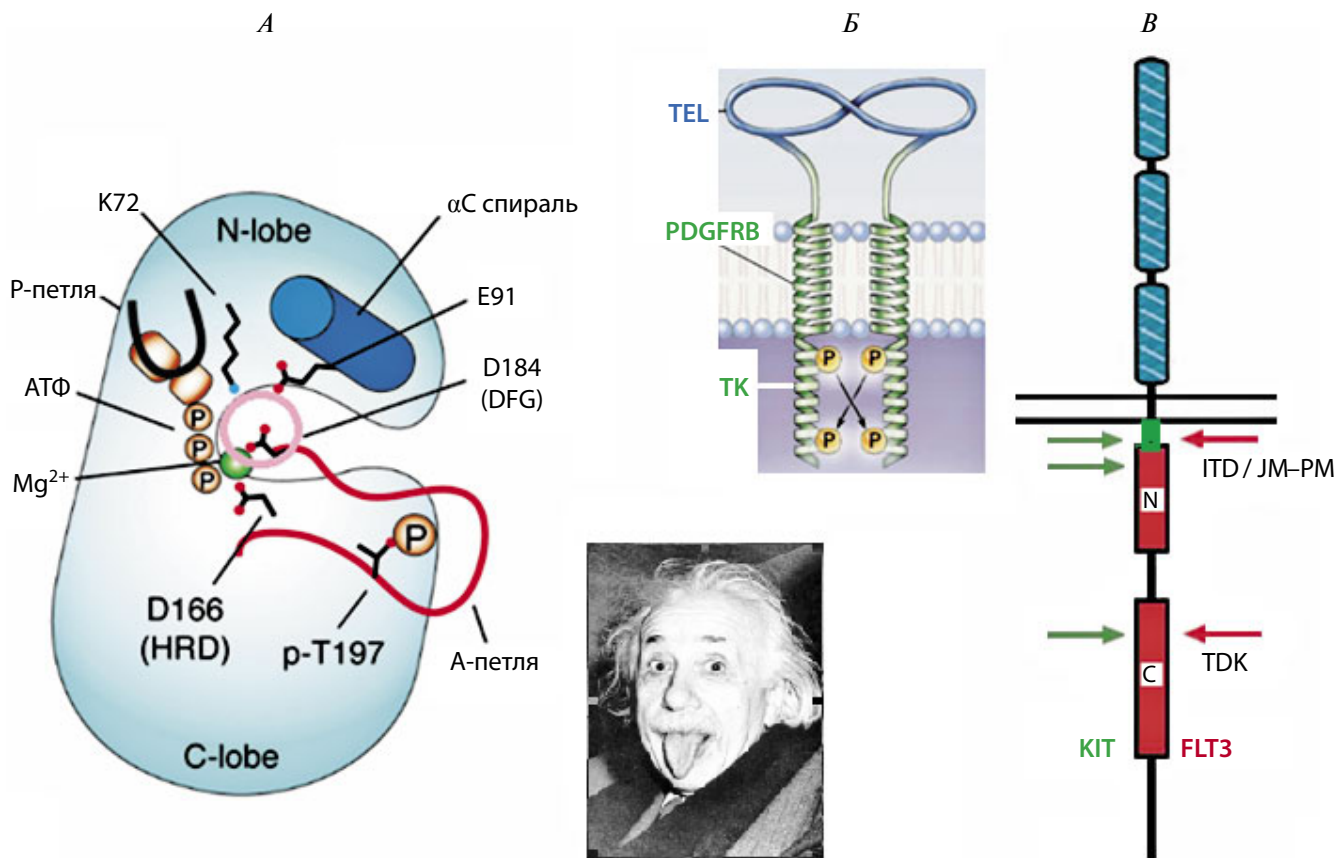 А
Б
В
K72
αC спираль
N-lobe
P-петля
E91
АТФ
D184
(DFG)
P
P
P
Mg2+
P
D166
(HRD)
p-T197
А-петля
C-lobe
TEL
PDGFRB
P
P
TK
P
P
ITD / JM–PM
N
TDK
C
KIT
FLT3